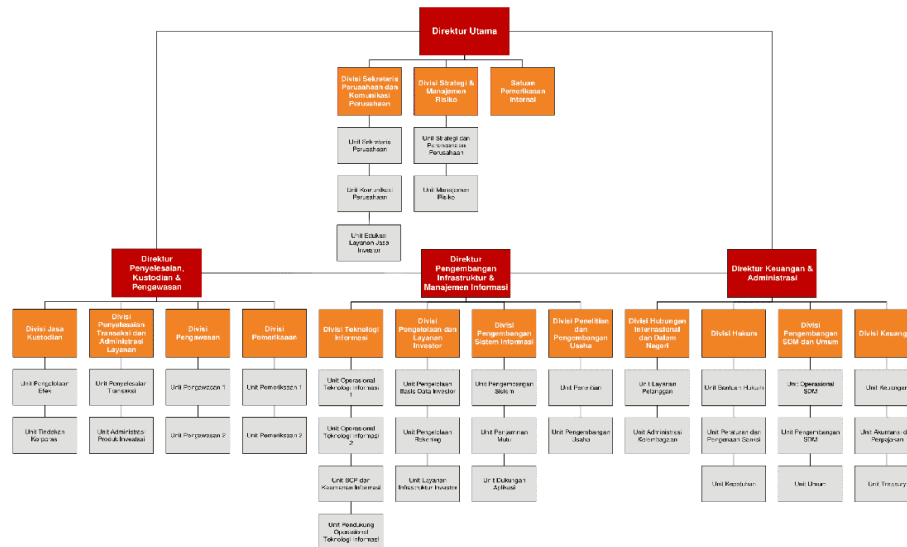 Direktur Utama
Divisi Sekretaris
Perusahaan dan
Komunikasi
Perusahaan
Divisi Strategi &
Manajemen
Risiko
Satuan
Pemeriksaan
Internal
Unit Sekretaris
Perusahaan
Unit Strategi dan
Perencanaan
Perusahaan
Unit Komunikasi
Perusahaan
Unit Manajemen
Risiko
Unit Edukasi
Layanan Jasa
Investor
Direktur
Penyelesaian,
Kustodian &
Pengawasan
Direktur
Pengembangan
Infrastruktur &
Manajemen Informasi
Direktur Keuangan &
Administrasi
Divisi Jasa
Kustodian
Divisi
Penyelesaian
Transaksi dan
Administrasi
Layanan
Divisi
Pengawasan
Divisi
Pemeriksaan
Divisi Teknologi
Informasi
Divisi
Pengelolaan dan
Layanan
Investor
Divisi
Pengembangan
Sistem Informasi
Divisi Penelitian
dan
Pengembangan
Usaha
Divisi Hubungan
Internasional
dan Dalam
Negeri
Divisi Hukum
Divisi
Pengembangan
SDM dan Umum
Divisi Keuangan
Unit Pengelolaan
Efek
Unit Penyelesaian
Transaksi
Unit Pengawasan 1
Unit Pemeriksaan 1
Unit Operasional
Teknologi Informasi
1
Unit Pengelolaan
Basis Data Investor
Unit Pengembangan
Sistem
Unit Penelitian
Unit Layanan
Pelanggan
Unit Bantuan Hukum
Unit Operasional
SDM
Unit Keuangan
Unit Tindakan
Korporasi
Unit Administrasi
Produk Investasi
Unit Pengawasan 2
Unit Pemeriksaan 2
Unit Operasional
Teknologi Informasi
2
Unit Pengelolaan
Rekening
Unit Penjaminan
Mutu
Unit Pengembangan
Usaha
Unit Administrasi
Kelembagaan
Unit Peraturan dan
Pengenaan Sanksi
Unit Pengembangan
SDM
Unit Akuntansi dan
Perpajakan
Unit BCP dan
Keamanan Informasi
Unit Layanan
Infrastruktur Investor
Unit Dukungan
Aplikasi
Unit Kepatuhan
Unit Umum
Unit Treasury
Unit Pendukung
Operasional
Teknologi Informasi